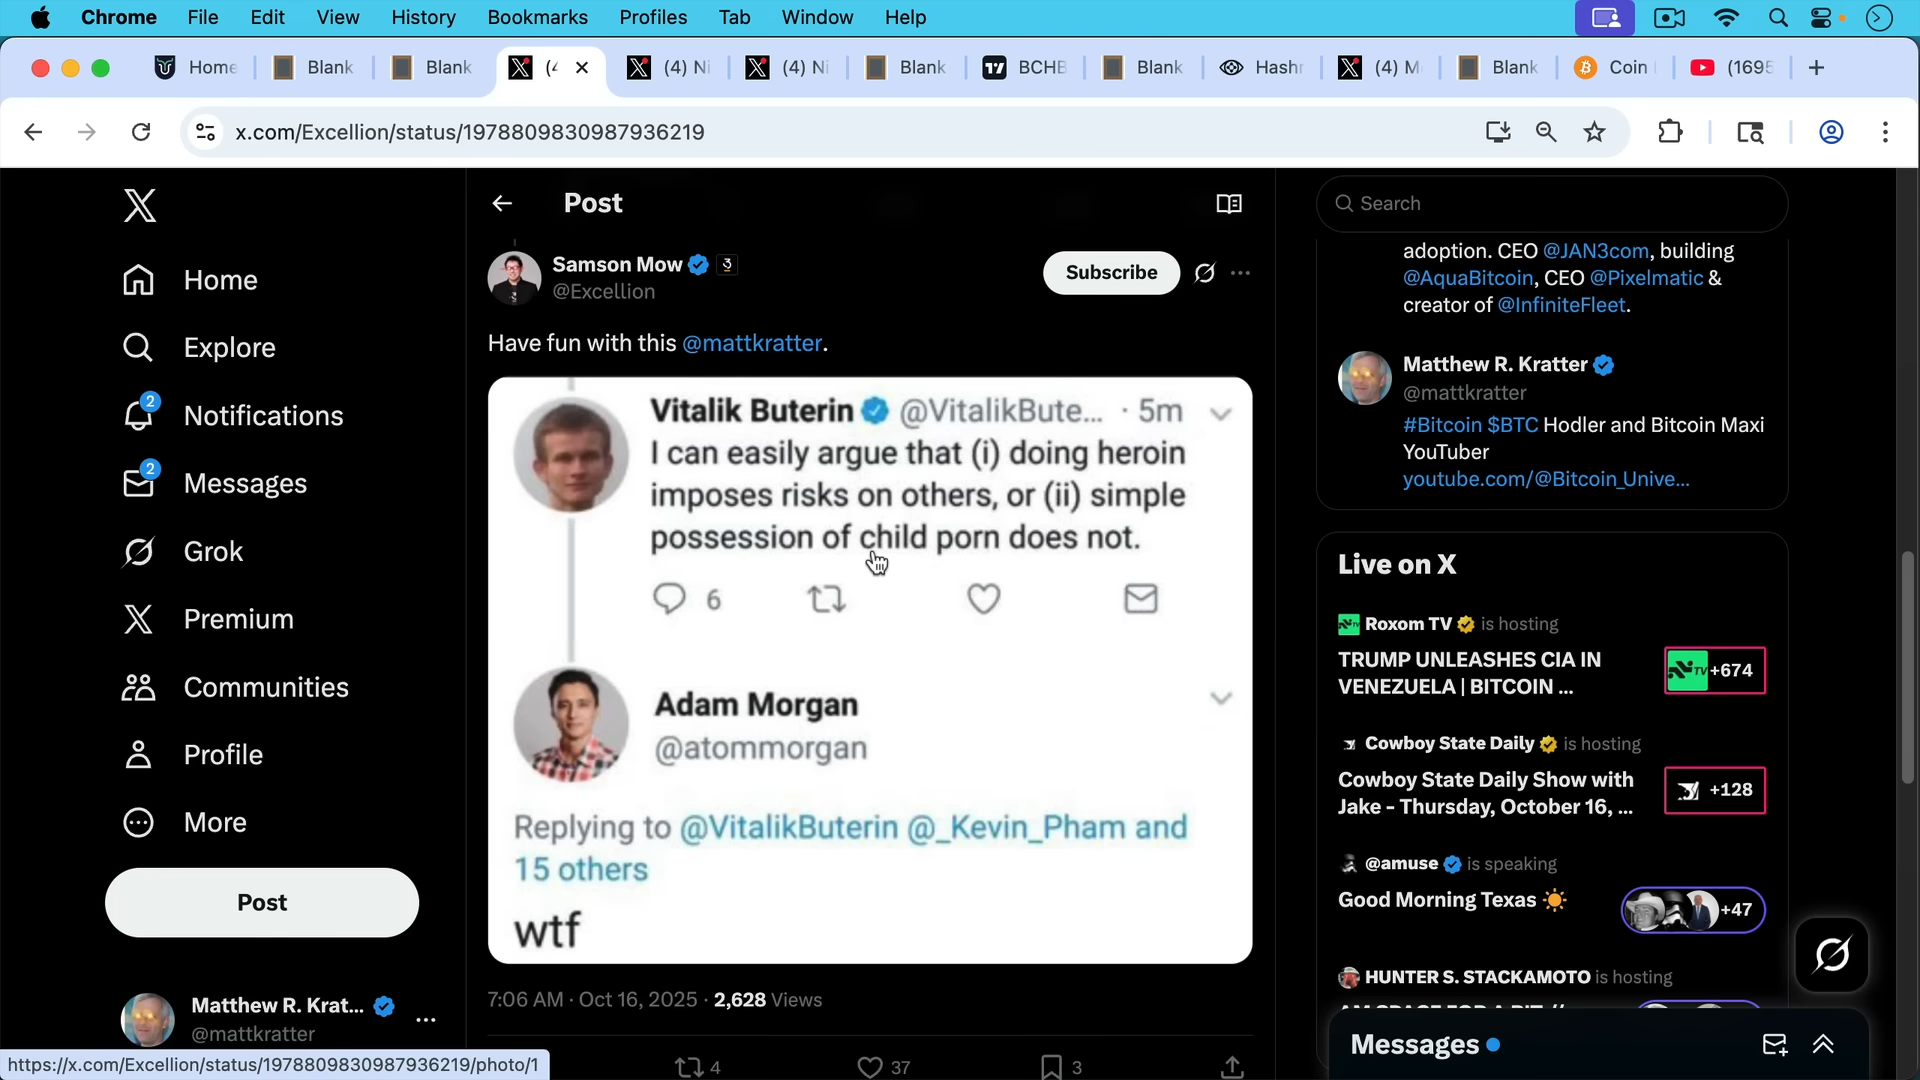 Chrome File Edit View History Bookmarks Profiles Tab Window Help
Home Blank Blank (4 (4) Ni (4) Ni Blank BCHB Blank Hashr (4) M Blank Coin (1695
x.com/Excellion/status/1978809830987936219
Home
Explore
2
Notifications
2
Messages
Grok
Premium
Communities
Profile
More
Post
Matthew R. Krat...
@mattkratter
https://x.com/Excellion/status/1978809830987936219/photo/1
Post
Samson Mow
@Excellion
Subscribe
Have fun with this @mattkratter.
Vitalik Buterin @VitalikBute... · 5m
I can easily argue that (i) doing heroin
imposes risks on others, or (ii) simple
possession of child porn does not.
6
Adam Morgan
@atommorgan
Replying to @VitalikButerin @_Kevin_Pham and
15 others
wtf
7:06 AM · Oct 16, 2025 · 2,628 Views
4 37 3
Search
adoption. CEO @JAN3com, building
@AquaBitcoin, CEO @Pixelmatic &
creator of @InfiniteFleet.
Matthew R. Kratter
@mattkratter
#Bitcoin $BTC Hodler and Bitcoin Maxi
YouTuber
youtube.com/@Bitcoin_Unive...
Live on X
Roxom TV is hosting
TRUMP UNLEASHES CIA IN
VENEZUELA | BITCOIN ...
+674
Cowboy State Daily is hosting
Cowboy State Daily Show with
Jake - Thursday, October 16, ...
+128
@amuse is speaking
Good Morning Texas ☀️
+47
HUNTER S. STACKAMOTO is hosting
Messages